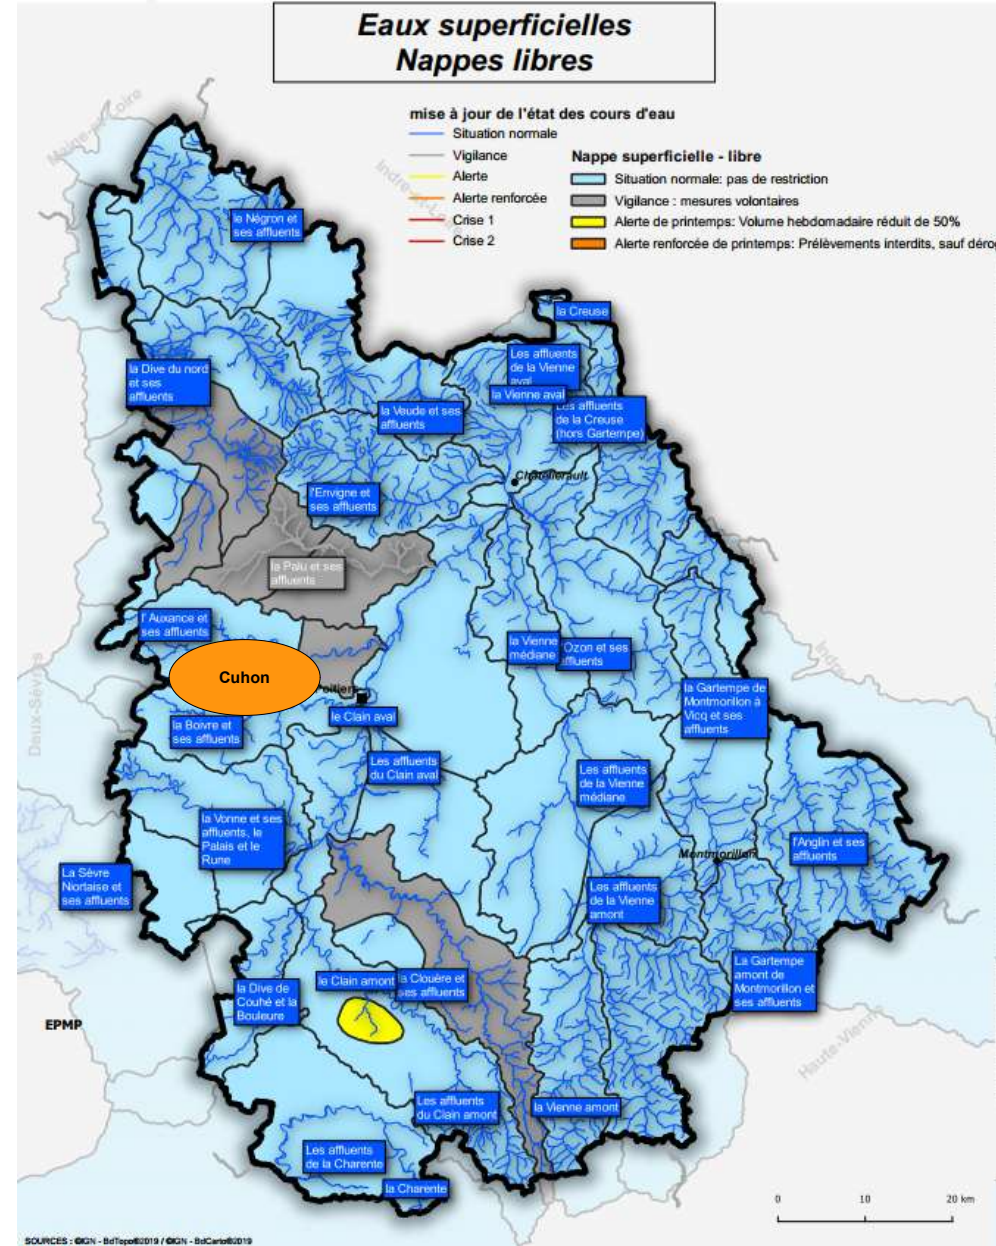 Eaux superficielles
Nappes libres
mise à jour de l'état des cours d'eau
Situation normale
Vigilance
Alerte
Alerte renforcée
Crise 1
Crise 2
Nappe superficielle - libre
Situation normale: pas de restriction
Vigilance : mesures volontaires
Alerte de printemps: Volume hebdomadaire réduit de 50%
Alerte renforcée de printemps: Prélèvements interdits, sauf déro
le Négron et
ses affluents
la Creuse
Les affluents
de la Vienne
aval
la Vienne aval
Les affluents
de la Creuse
(hors Gartempe)
la Dive du nord
et ses
affluents
la Veude et ses
affluents
Châtellerault
l'Envigne et
ses affluents
la Palu et ses
affluents
l'Auxance et
ses affluents
la Vienne
médiane
Ozon et ses
affluents
Cuhon
la Gartempe de
Montmorillon à
Vicq et ses
affluents
le Clain aval
la Boivre et
ses affluents
Les affluents
du Clain aval
Les affluents
de la Vienne
médiane
la Vonne et ses
affluents, le
Palais et le
Rune
Montmorillon
l'Anglin et ses
affluents
La Sèvre
Niortaise et
ses affluents
Les affluents
de la Vienne
amont
la Dive de
Couhé et la
Bouleure
le Clain amont
la Clouère et
ses affluents
La Gartempe
amont de
Montmorillon et
ses affluents
EPMP
Deux-Sèvres
Haute-Vienne
Les affluents
du Clain amont
la Vienne amont
Les affluents
de la Charente
la Charente
0 10 20 km
SOURCES : ©IGN - BdTopo®2019 / ©IGN - BdCarto®2019